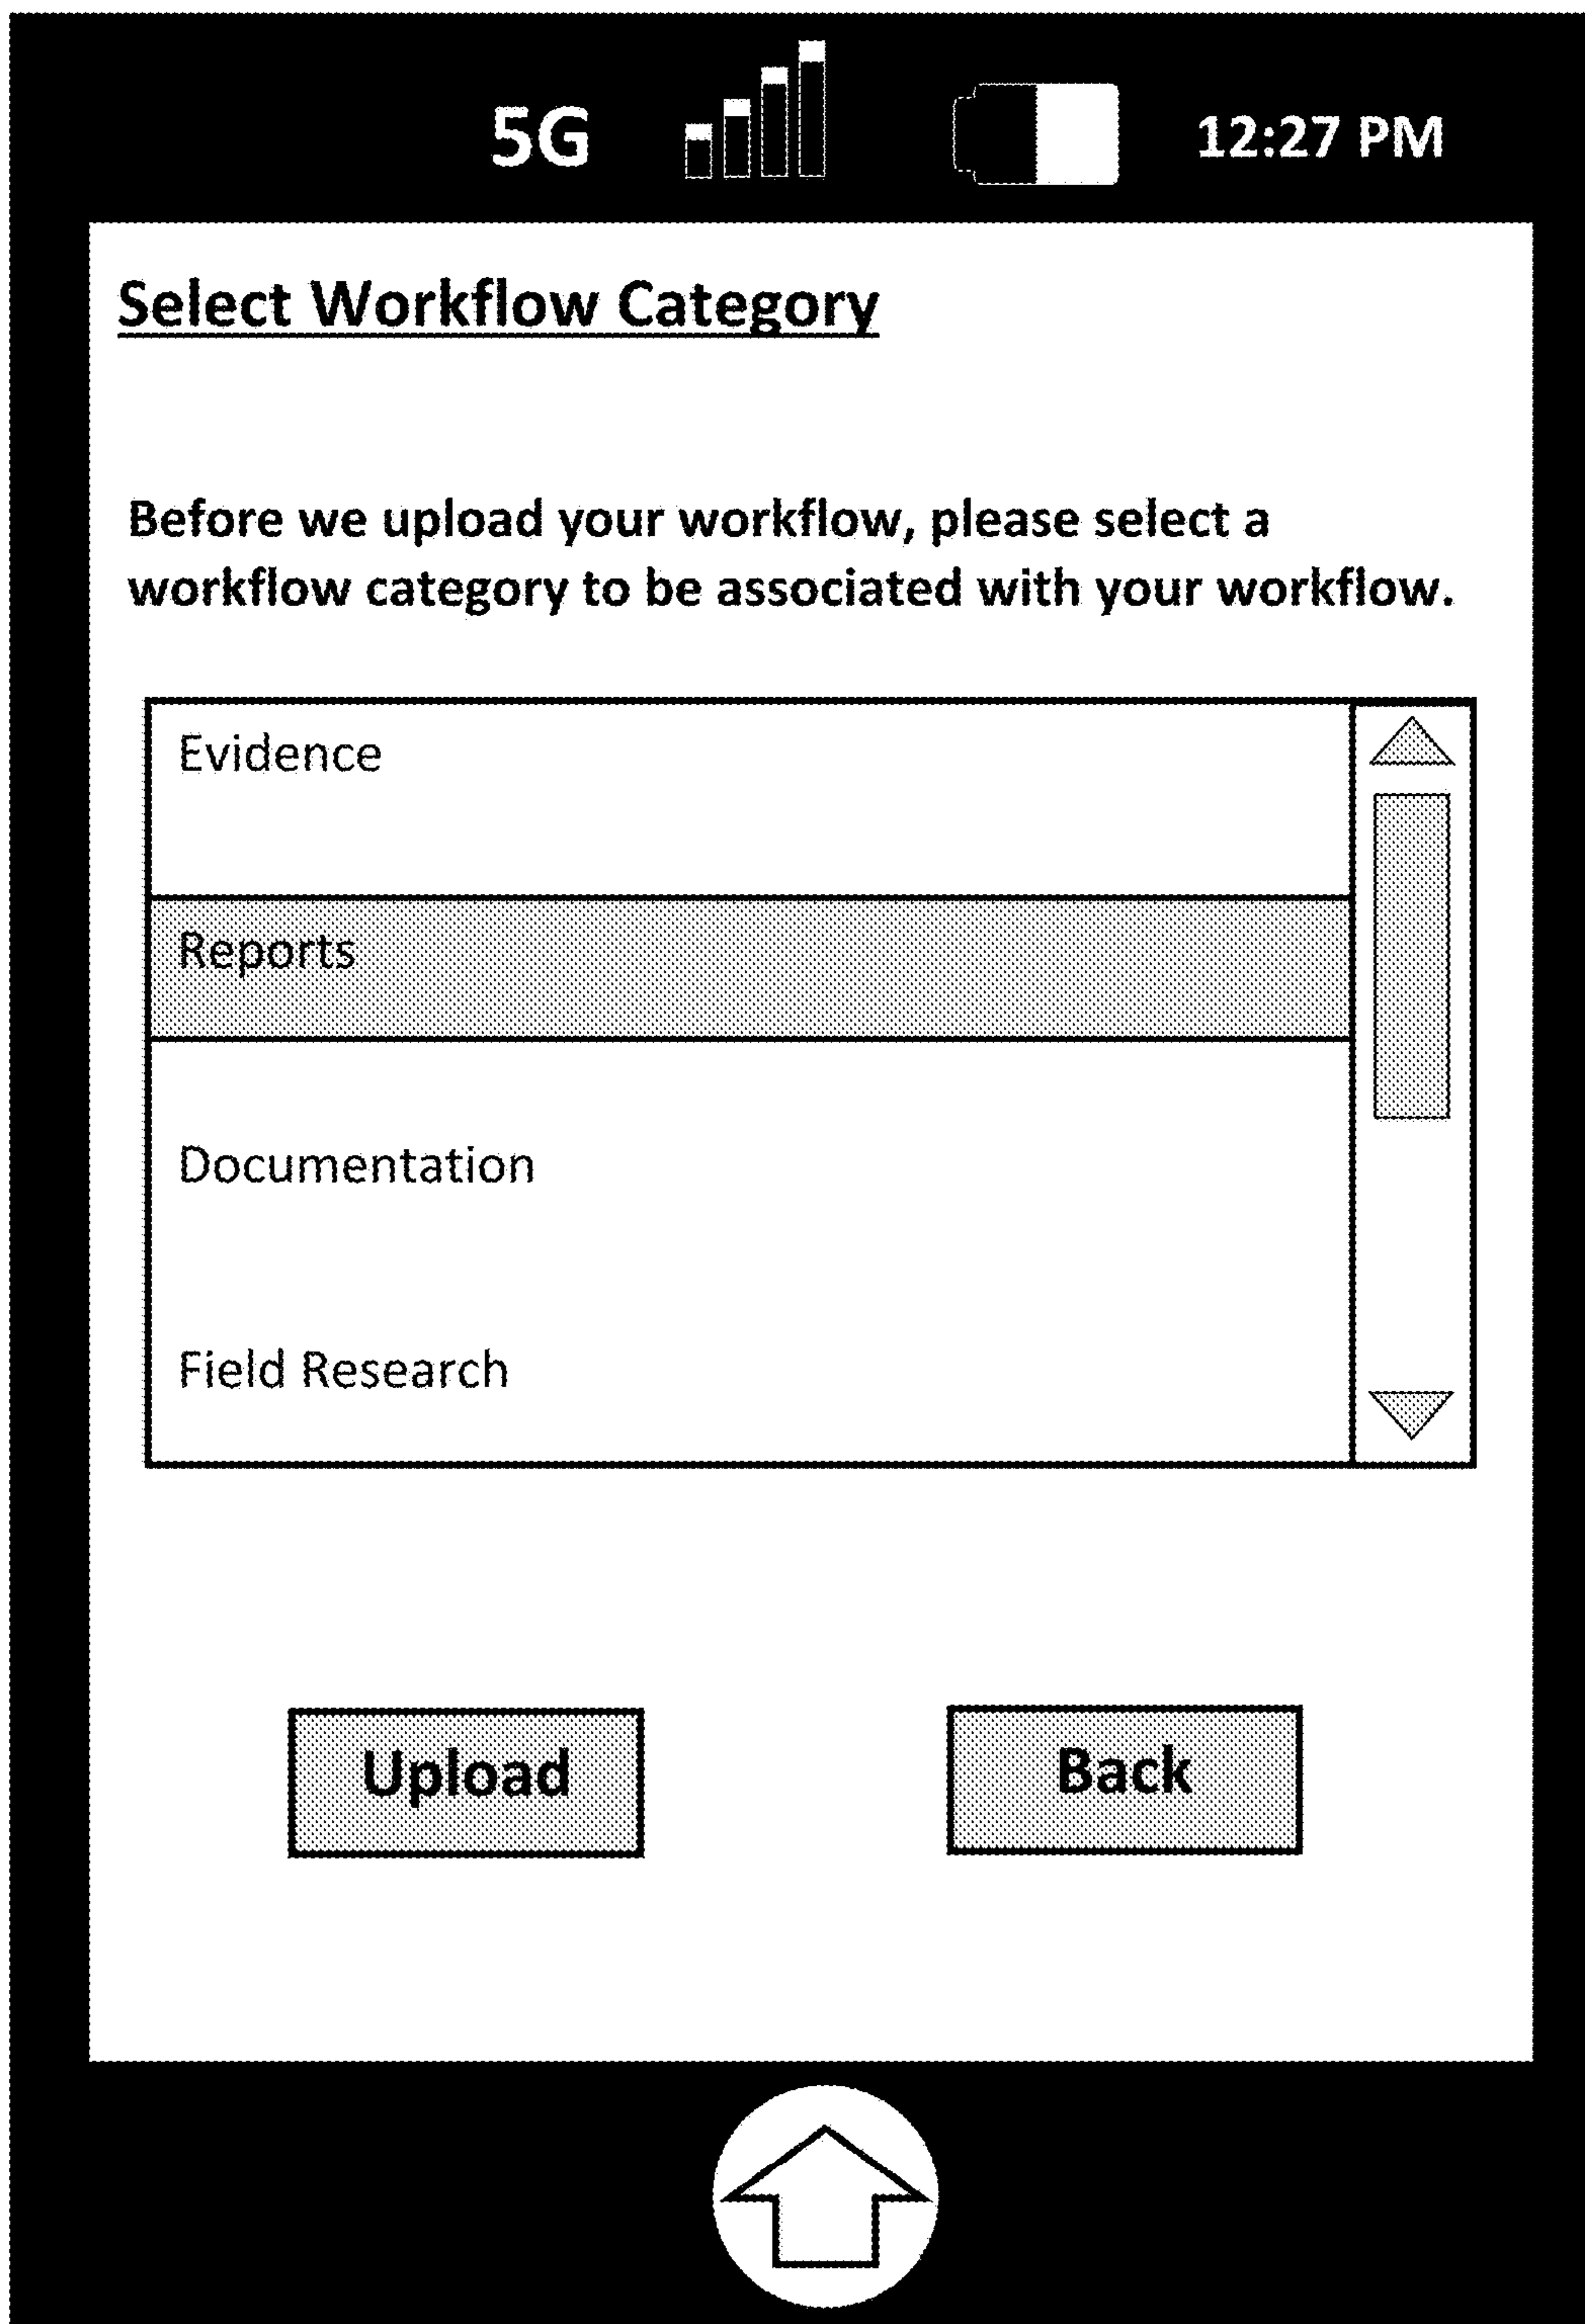 5G 12:27 PM
Select Workflow Category
Before we upload your workflow, please select a
workflow category to be associated with your workflow.
Evidence
Reports
Documentation
Field Research
Upload Back